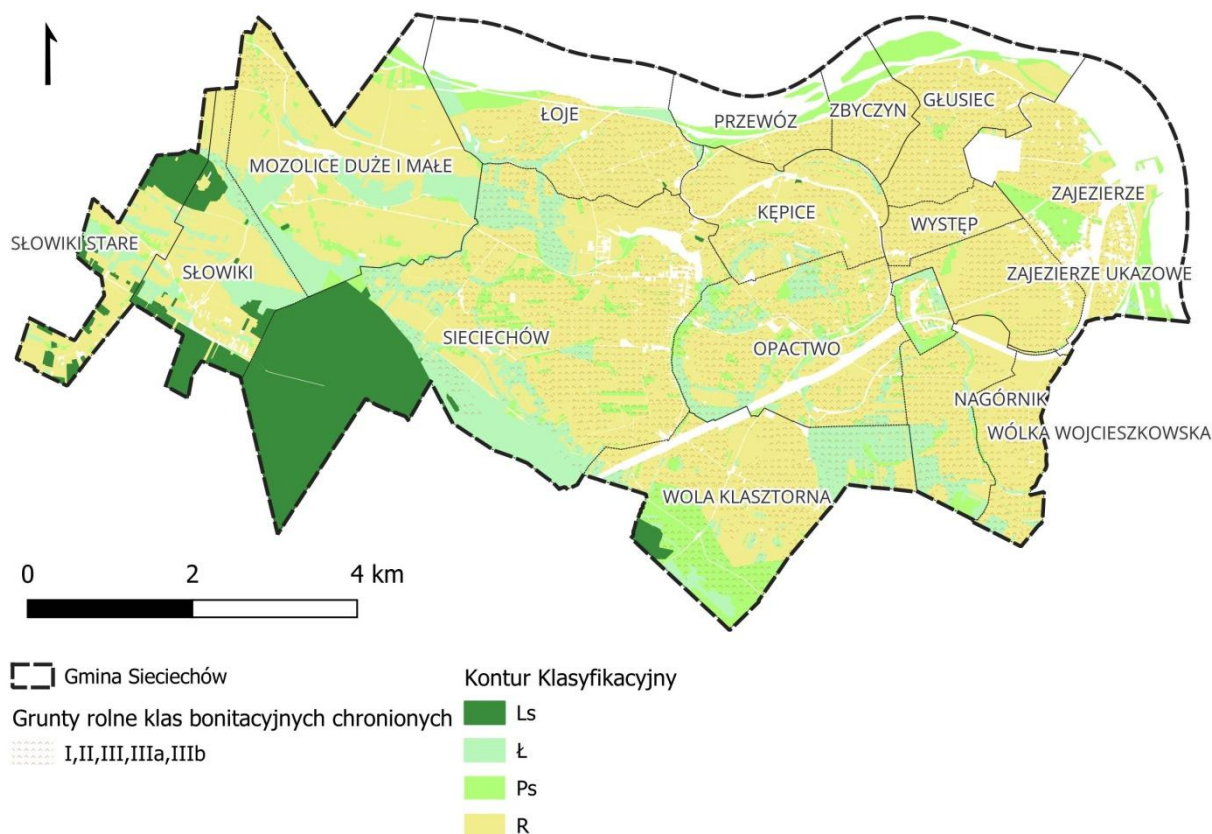 ŁOJE
PRZEWÓZ
ZBYCZYN
GŁUSIEC
MOZOLICE DUŻE I MAŁE
ZAJEZIERZE
KĘPICE
WYSTĘP
SŁOWIKI STARE
SŁOWIKI
ZAJEZIERZE UKAZOWE
SIECIECHÓW
OPACTWO
NAGÓRNIK
WÓLKA WOJCIESZKOWSKA
WOLA KLASZTORNA
0 2 4 km
Gmina Sieciechów
Grunty rolne klas bonitacyjnych chronionych
I,II,III,IIIa,IIIb
Kontur Klasyfikacyjny
Ls
Ł
Ps
R